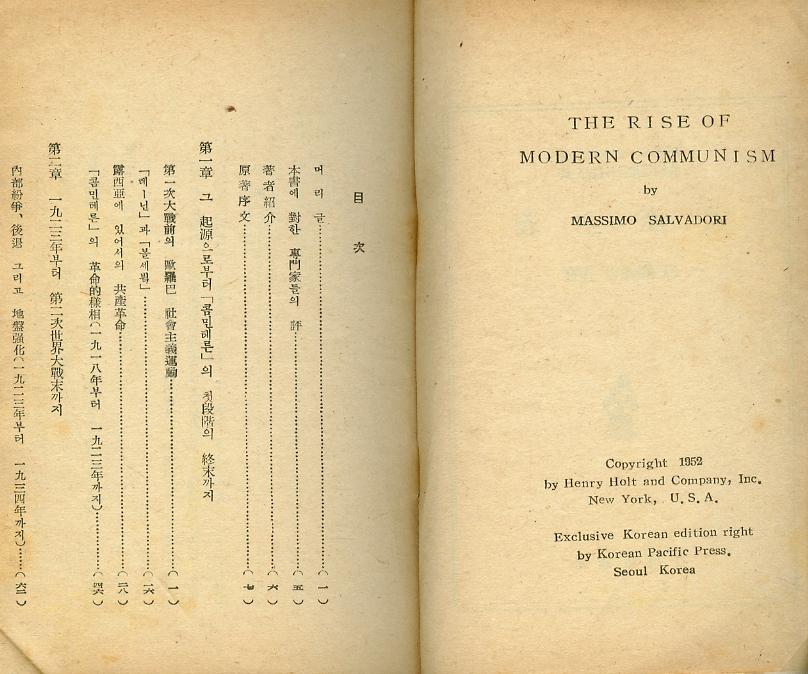 THE RISE OF
MODERN COMMUNISM
by
MASSIMO SALVADORI
Copyright 1952
by Henry Holt and Company, Inc.
New York, U. S. A.
Exclusive Korean edition right
by Korean Pacific Press.
Seoul Korea
目次
머리글……(一)
本書에 對한 專門家들의 評……(五)
著者紹介……(六)
原著序文……(七)
第一章 그 起源으로부터「콤민테른」의 첫段階의 終末까지
第一次大戰前의 歐羅巴 社會主義運動……(一)
「레ー닌」과「볼세뷔」……(一六)
露西亞에 있어서의 共産革命……(二八)
「콤민테른」의 革命的樣相(一九一八年부터 一九二三年까지)……(四六)
第二章 一九二三年부터 第二次世界大戰末까지
內部紛爭、後退 그리고 地盤强化(一九二三年부터 一九三四年까지)……(六二)